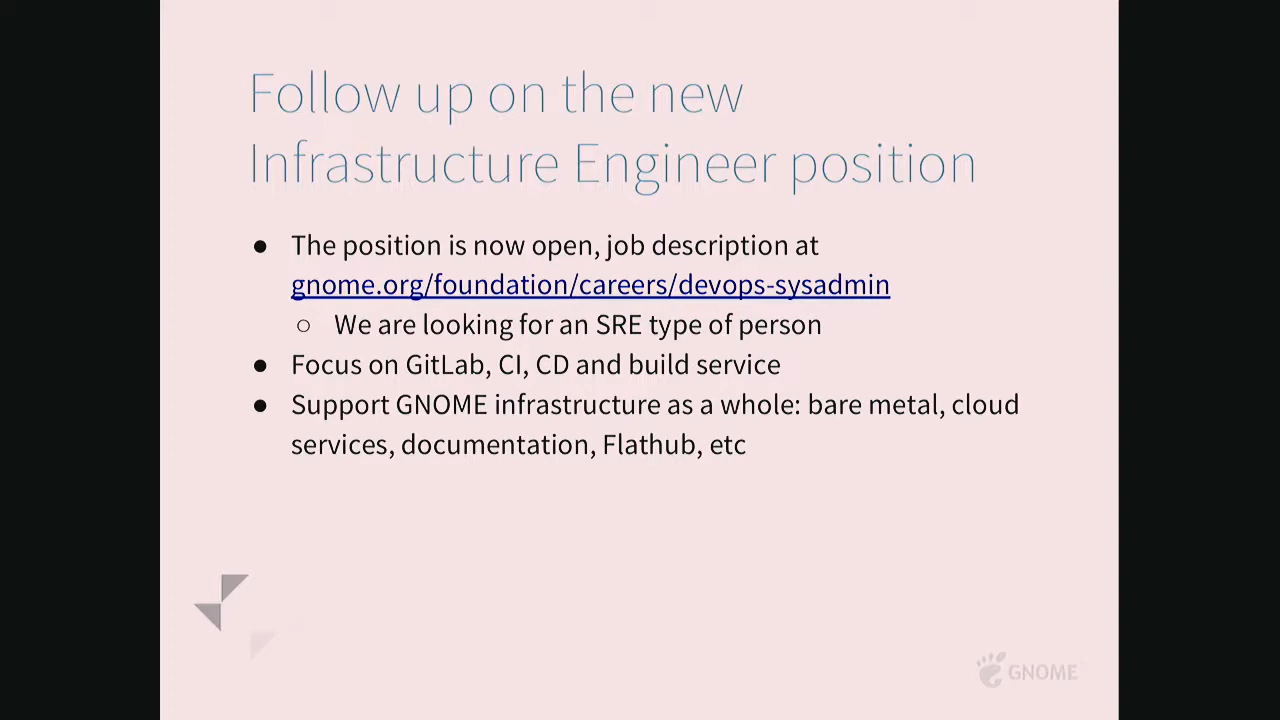 Follow up on the new
Infrastructure Engineer position
● The position is now open, job description at
gnome.org/foundation/careers/devops-sysadmin
○ We are looking for an SRE type of person
● Focus on GitLab, CI, CD and build service
● Support GNOME infrastructure as a whole: bare metal, cloud
services, documentation, Flathub, etc
GNOME